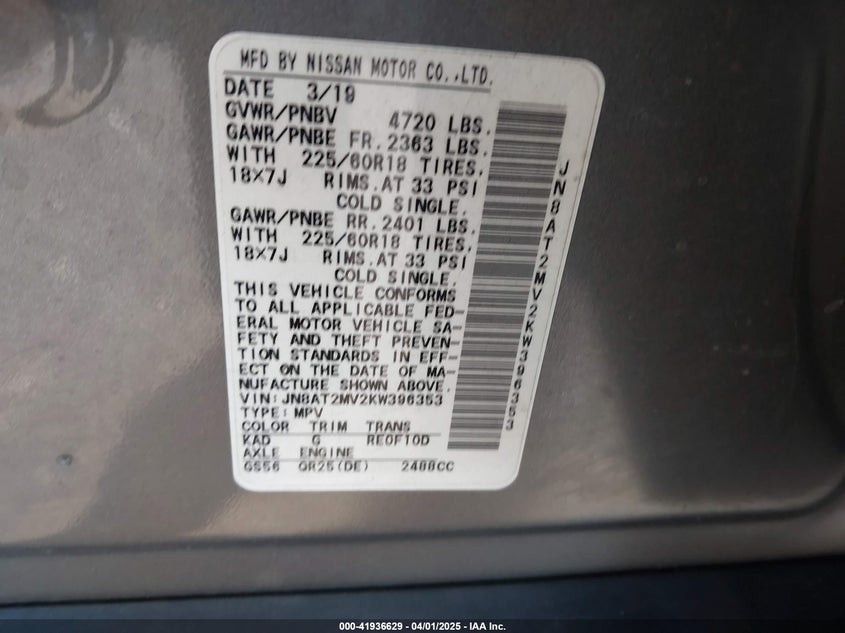 MFD BY NISSAN MOTOR CO.,LTD.
DATE 3/19
GVWR/PNBV 4720 LBS.
GAWR/PNBE FR.2363 LBS.
WITH 225/60R18 TIRES.
18X7J RIMS.AT 33 PSI
COLD SINGLE.
GAWR/PNBE RR.2401 LBS.
WITH 225/60R18 TIRES.
18X7J RIMS.AT 33 PSI
COLD SINGLE.
THIS VEHICLE CONFORMS
TO ALL APPLICABLE FED-
ERAL MOTOR VEHICLE SA-
FETY AND THEFT PREVEN-
TION STANDARDS IN EFF-
ECT ON THE DATE OF MA-
NUFACTURE SHOWN ABOVE.
VIN:JN8AT2MV2KW396353
TYPE:MPV
COLOR TRIM TRANS
KAD G RE0F10D
AXLE ENGINE
GS56 QR25(DE) 2488CC
JN8AT2MV2KW396353
000-41936629 - 04/01/2025 - IAA Inc.